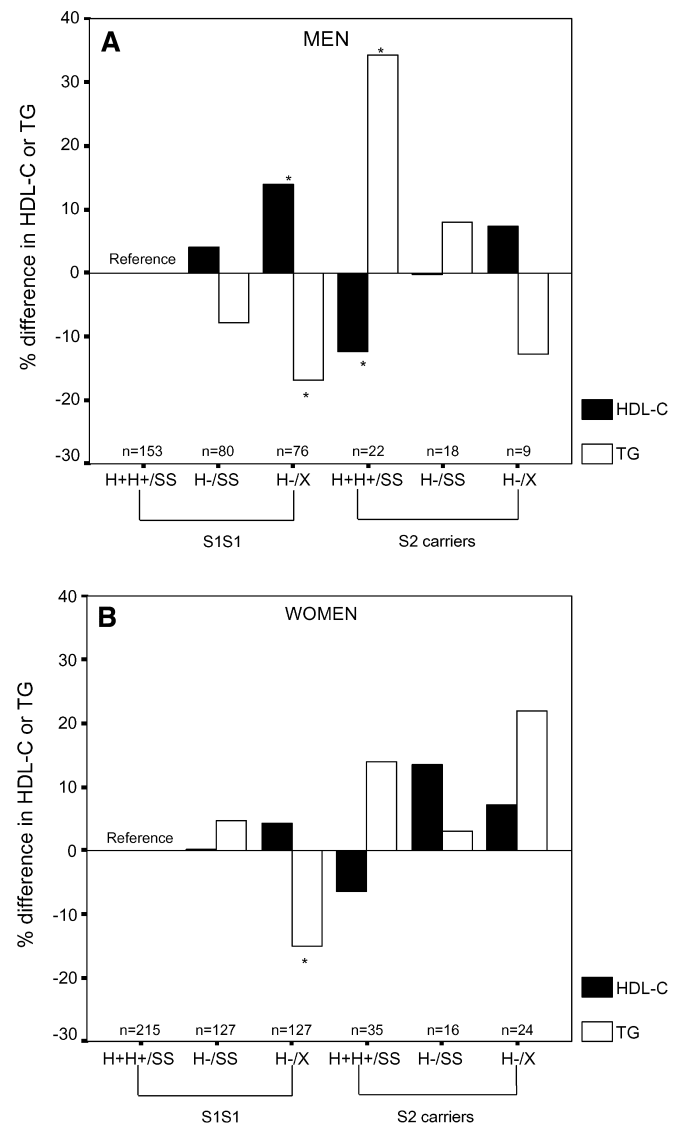 A
MEN
% difference in HDL-C or TG
40
30
20
10
0
-10
-20
-30
Reference
*
*
*
*
n=153 n=80 n=76 n=22 n=18 n=9
H+H+/SS H-/SS H-/X H+H+/SS H-/SS H-/X
S1S1 S2 carriers
HDL-C
TG
B
WOMEN
% difference in HDL-C or TG
40
30
20
10
0
-10
-20
-30
Reference
*
n=215 n=127 n=127 n=35 n=16 n=24
H+H+/SS H-/SS H-/X H+H+/SS H-/SS H-/X
S1S1 S2 carriers
HDL-C
TG